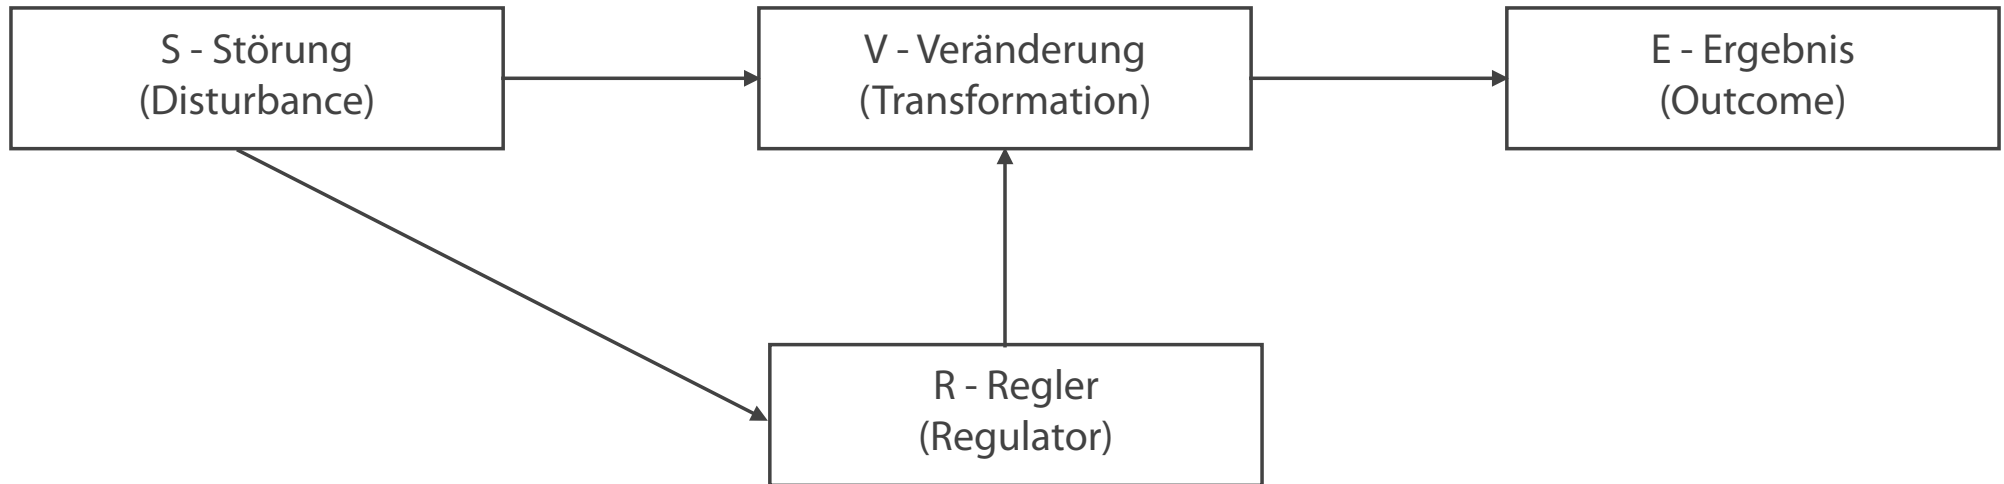 S - Störung
(Disturbance)
V - Veränderung
(Transformation)
E - Ergebnis
(Outcome)
R - Regler
(Regulator)